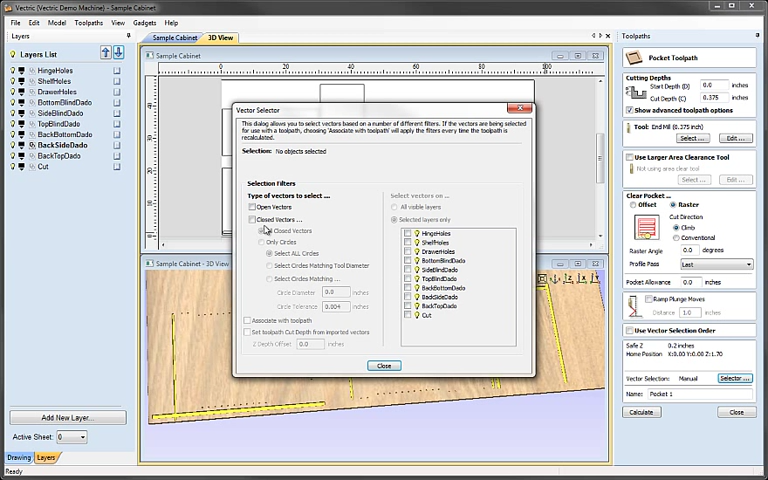 Vectric (Vectric Demo Machine) - Sample Cabinet
File Edit Model Toolpaths View Gadgets Help
Layers
Layers List
HingeHoles
ShelfHoles
DrawerHoles
BottomBlindDado
SideBlindDado
TopBlindDado
BackBottomDado
BackSideDado
BackTopDado
Cut
Add New Layer...
Active Sheet: 0
Drawing Layers
Ready
Sample Cabinet 3D View
Sample Cabinet
Vector Selector
This dialog allows you to select vectors based on a number of different filters. If the vectors are being selected
for use with a toolpath, choosing 'Associate with toolpath' will apply the filters every time the toolpath is
recalculated.
Selection: No objects selected
Selection Filters
Type of vectors to select ...
Open Vectors
Closed Vectors ...
Closed Vectors
Only Circles
Select ALL Circles
Select Circles Matching Tool Diameter
Select Circles Matching ...
Circle Diameter 0.0 inches
Circle Tolerance 0.004 inches
Associate with toolpath
Set toolpath Cut Depth from imported vectors
Z Depth Offset 0.0 inches
Select vectors on ...
All visible layers
Selected layers only
HingeHoles
ShelfHoles
DrawerHoles
BottomBlindDado
SideBlindDado
TopBlindDado
BackBottomDado
BackSideDado
BackTopDado
Cut
Close
Sample Cabinet - 3D View
Toolpaths
Pocket Toolpath
Cutting Depths
Start Depth (D) 0.0 inches
Cut Depth (C) 0.375 inches
Show advanced toolpath options
Tool: End Mill (0.375 inch)
Select ... Edit ...
Use Larger Area Clearance Tool
Not using area clear tool
Select ... Edit ...
Clear Pocket ...
Offset Raster
Cut Direction
Climb
Conventional
Raster Angle 0.0 degrees
Profile Pass Last
Pocket Allowance 0.0 inches
Ramp Plunge Moves
Distance 1.0 inches
Use Vector Selection Order
Safe Z 0.2 inches
Home Position X:0.00 Y:0.00 Z:1.70
Vector Selection: Manual Selector ...
Name: Pocket 1
Calculate Close